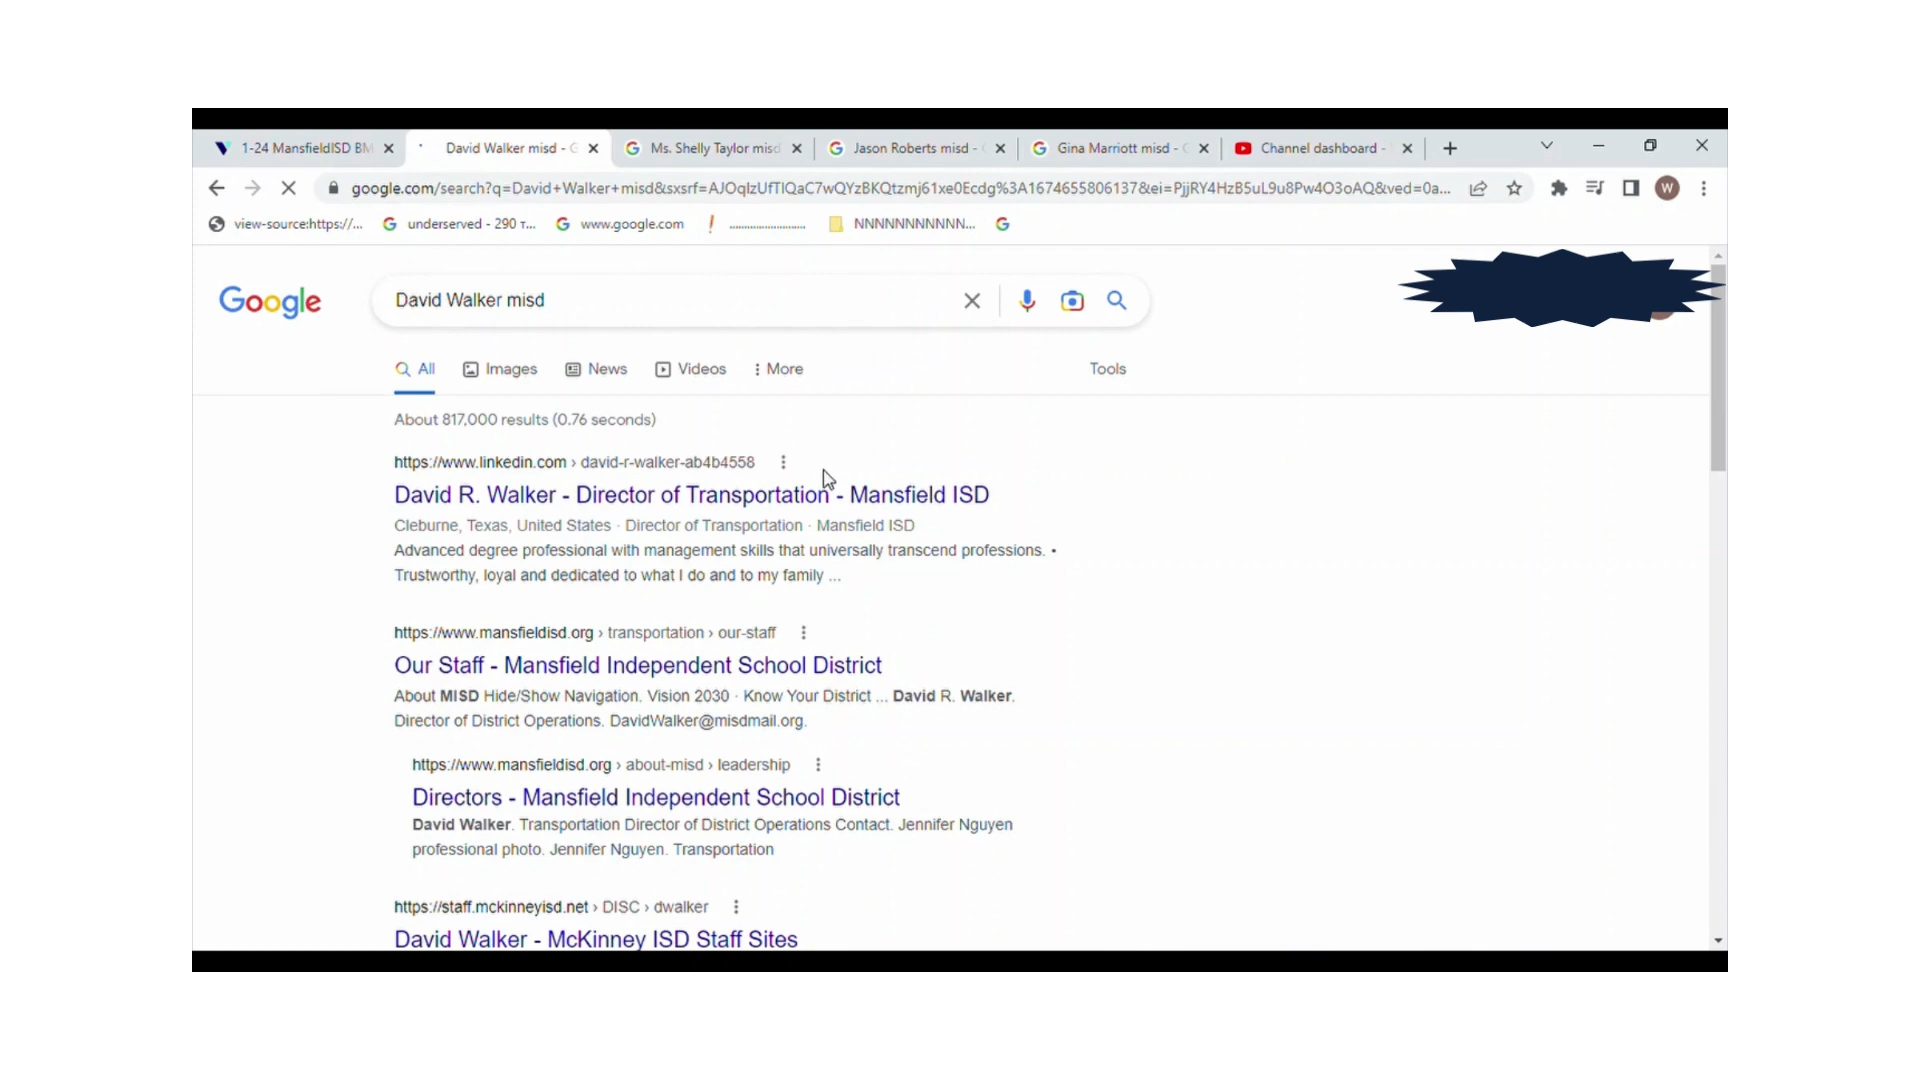 1-24 MansfieldISD BM
David Walker misd - G
Ms. Shelly Taylor misd
Jason Roberts misd -
Gina Marriott misd -
Channel dashboard -
google.com/search?q=David+Walker+misd&sxsrf=AJOqlzUfTIQaC7wQYzBKQtzmj61xe0Ecdg%3A1674655806137&ei=PjjRY4HzB5uL9u8Pw4O3oAQ&ved=0a...
W
view-source:https://...
underserved - 290 т...
www.google.com
NNNNNNNNNNN...
Google
David Walker misd
All
Images
News
Videos
More
Tools
About 817,000 results (0.76 seconds)
https://www.linkedin.com › david-r-walker-ab4b4558
David R. Walker - Director of Transportation - Mansfield ISD
Cleburne, Texas, United States · Director of Transportation · Mansfield ISD
Advanced degree professional with management skills that universally transcend professions. •
Trustworthy, loyal and dedicated to what I do and to my family ...
https://www.mansfieldisd.org › transportation › our-staff
Our Staff - Mansfield Independent School District
About MISD Hide/Show Navigation. Vision 2030 · Know Your District ... David R. Walker.
Director of District Operations. DavidWalker@misdmail.org.
https://www.mansfieldisd.org › about-misd › leadership
Directors - Mansfield Independent School District
David Walker. Transportation Director of District Operations Contact. Jennifer Nguyen
professional photo. Jennifer Nguyen. Transportation
https://staff.mckinneyisd.net › DISC › dwalker
David Walker - McKinney ISD Staff Sites